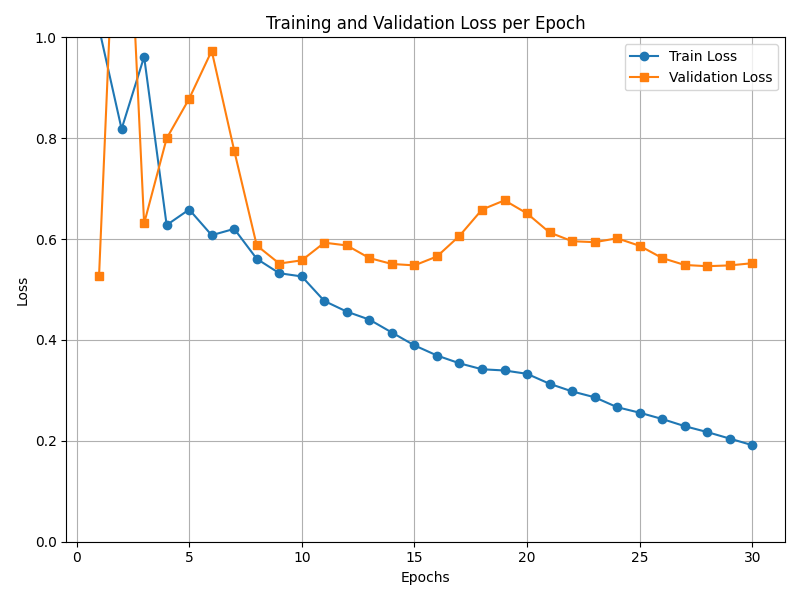 Training and Validation Loss per Epoch
Train Loss
Validation Loss
1.0
0.8
0.6
0.4
0.2
0.0
Loss
0 5 10 15 20 25 30
Epochs